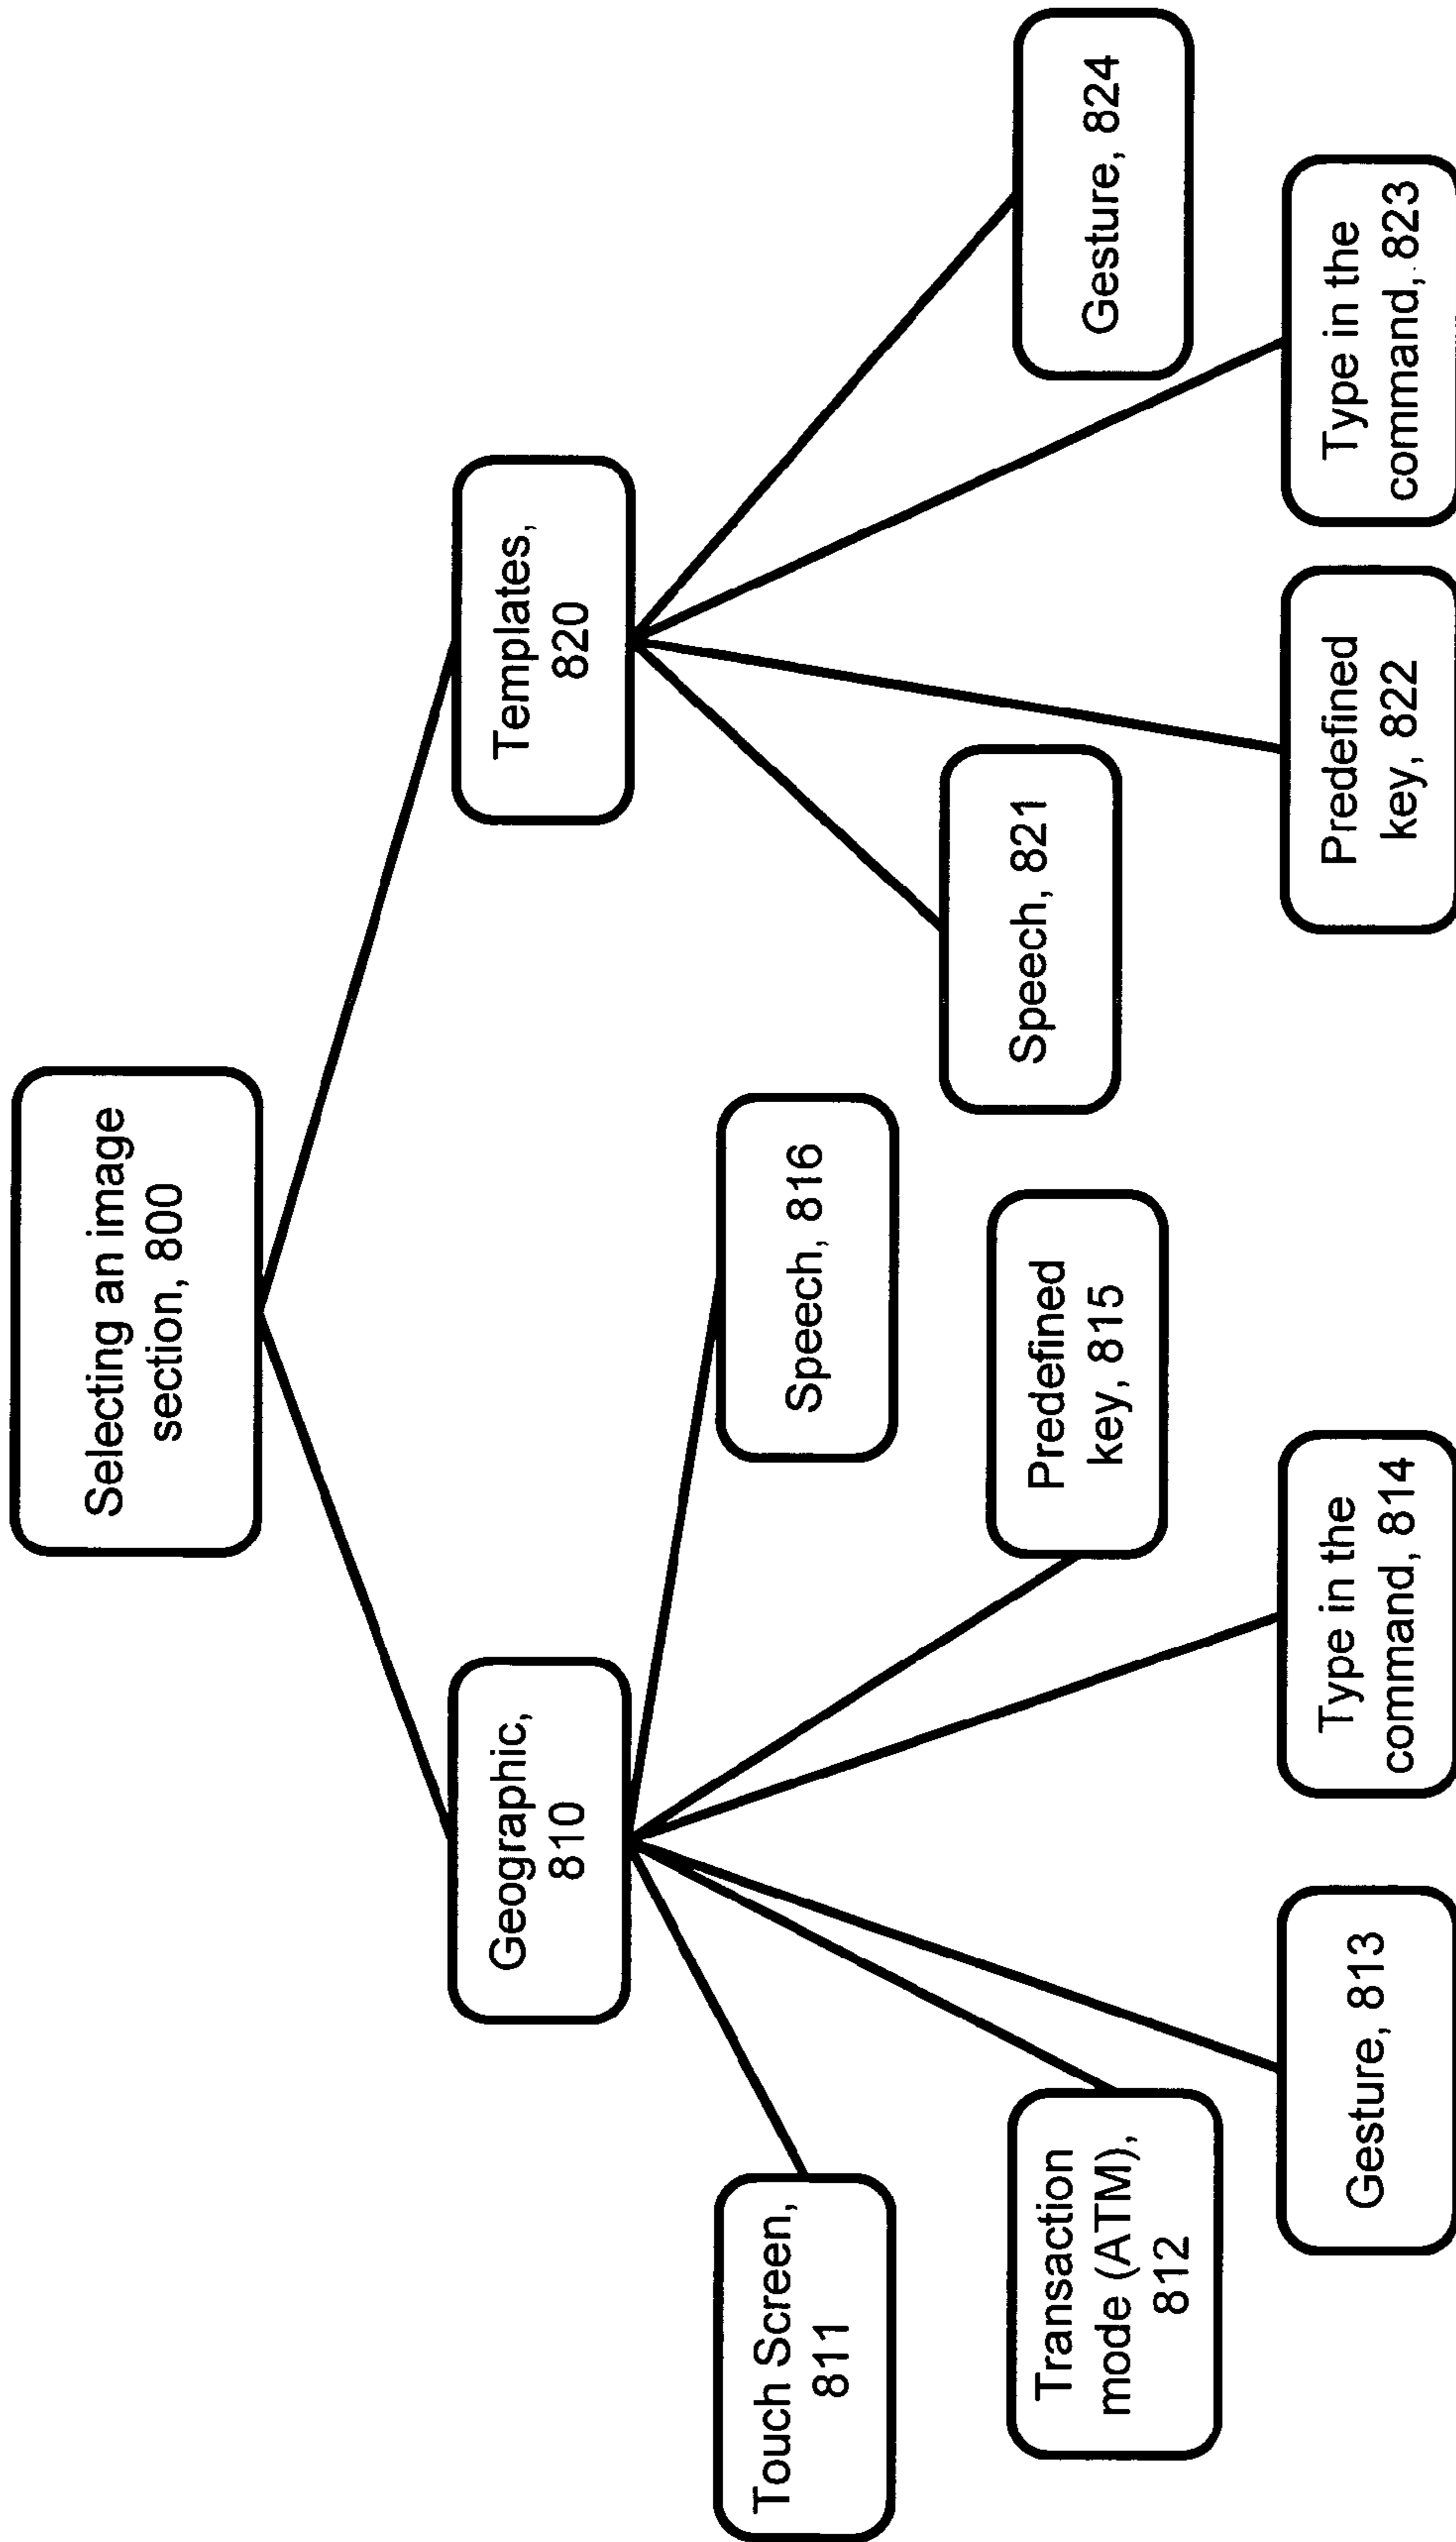 Selecting an image
section, 800
Geographic,
810
Templates,
820
Touch Screen,
811
Transaction
mode (ATM),
812
Gesture, 813
Type in the
command, 814
Predefined
key, 815
Speech, 816
Speech, 821
Predefined
key, 822
Type in the
command, 823
Gesture, 824